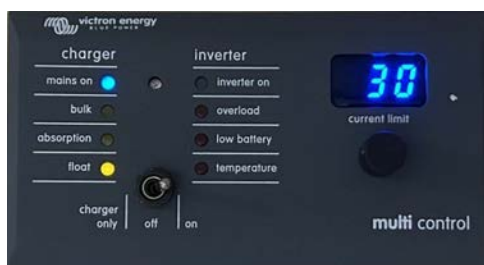 victron energy
BLUE POWER
charger
mains on
bulk
absorption
float
inverter
inverter on
overload
low battery
temperature
30
current limit
charger only
off
on
multi control